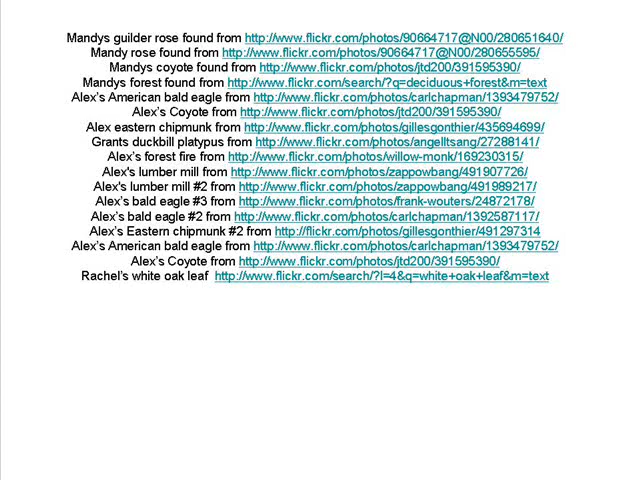 Mandys guilder rose found from http://www.flickr.com/photos/90664717@N00/280651640/
Mandy rose found from http://www.flickr.com/photos/90664717@N00/280655595/
Mandys coyote found from http://www.flickr.com/photos/jtd200/391595390/
Mandys forest found from http://www.flickr.com/search/?q=deciduous+forest&m=text
Alex’s American bald eagle from http://www.flickr.com/photos/carlchapman/1393479752/
Alex’s Coyote from http://www.flickr.com/photos/jtd200/391595390/
Alex eastern chipmunk from http://www.flickr.com/photos/gillesgonthier/435694699/
Grants duckbill platypus from http://www.flickr.com/photos/angelltsang/27288141/
Alex’s forest fire from http://www.flickr.com/photos/willow-monk/169230315/
Alex's lumber mill from http://www.flickr.com/photos/zappowbang/491907726/
Alex's lumber mill #2 from http://www.flickr.com/photos/zappowbang/491989217/
Alex’s bald eagle #3 from http://www.flickr.com/photos/frank-wouters/24872178/
Alex’s bald eagle #2 from http://www.flickr.com/photos/carlchapman/1392587117/
Alex’s Eastern chipmunk #2 from http://flickr.com/photos/gillesgonthier/491297314
Alex’s American bald eagle from http://www.flickr.com/photos/carlchapman/1393479752/
Alex’s Coyote from http://www.flickr.com/photos/jtd200/391595390/
Rachel’s white oak leaf http://www.flickr.com/search/?l=4&q=white+oak+leaf&m=text